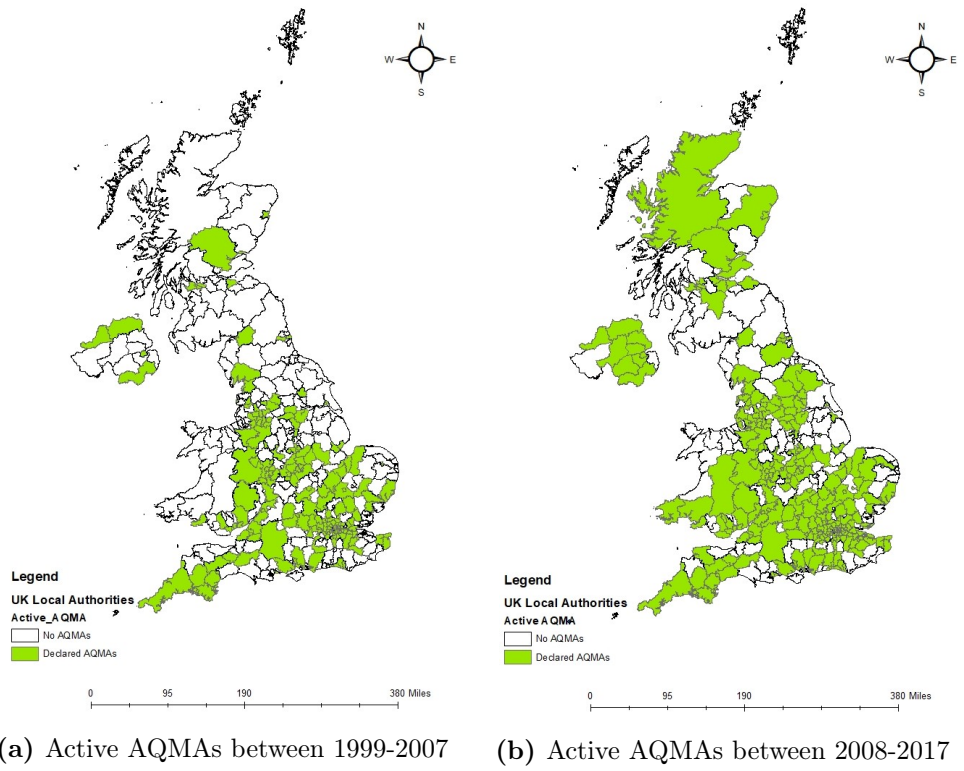 N
W E
S
Legend
UK Local Authorities
Active_AQMA
No AQMAs
Declared AQMAs
0 95 190 380 Miles
(a) Active AQMAs between 1999-2007
N
W E
S
Legend
UK Local Authorities
Active AQMA
No AQMAs
Declared AQMAs
0 95 190 380 Miles
(b) Active AQMAs between 2008-2017